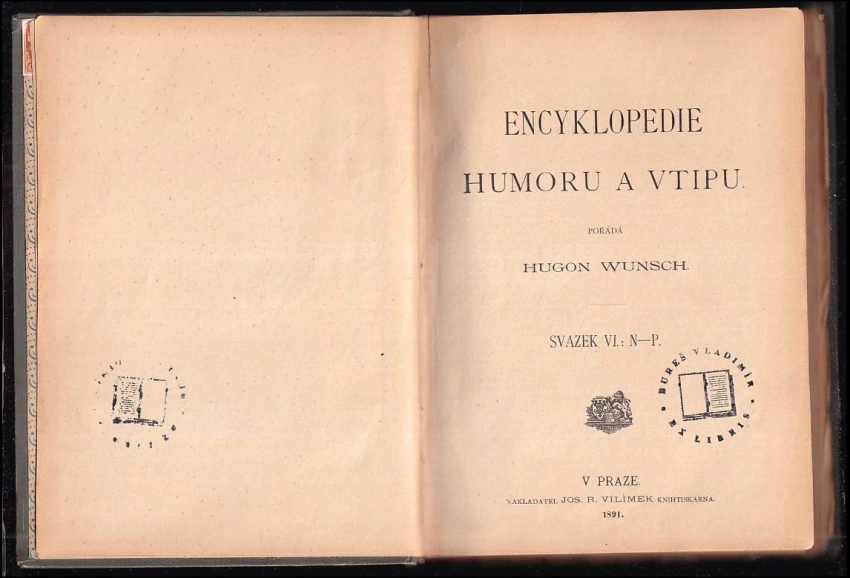 ENCYKLOPEDIE
HUMORU A VTIPU.
POŘÁDÁ
HUGON WUNSCH.
SVAZEK VI.: N—P.
BUREŠ VLADIMÍR
EX LIBRIS
V PRAZE.
NAKLADATEL JOS. R. VILÍMEK KNIHTISKÁRNA.
1891.